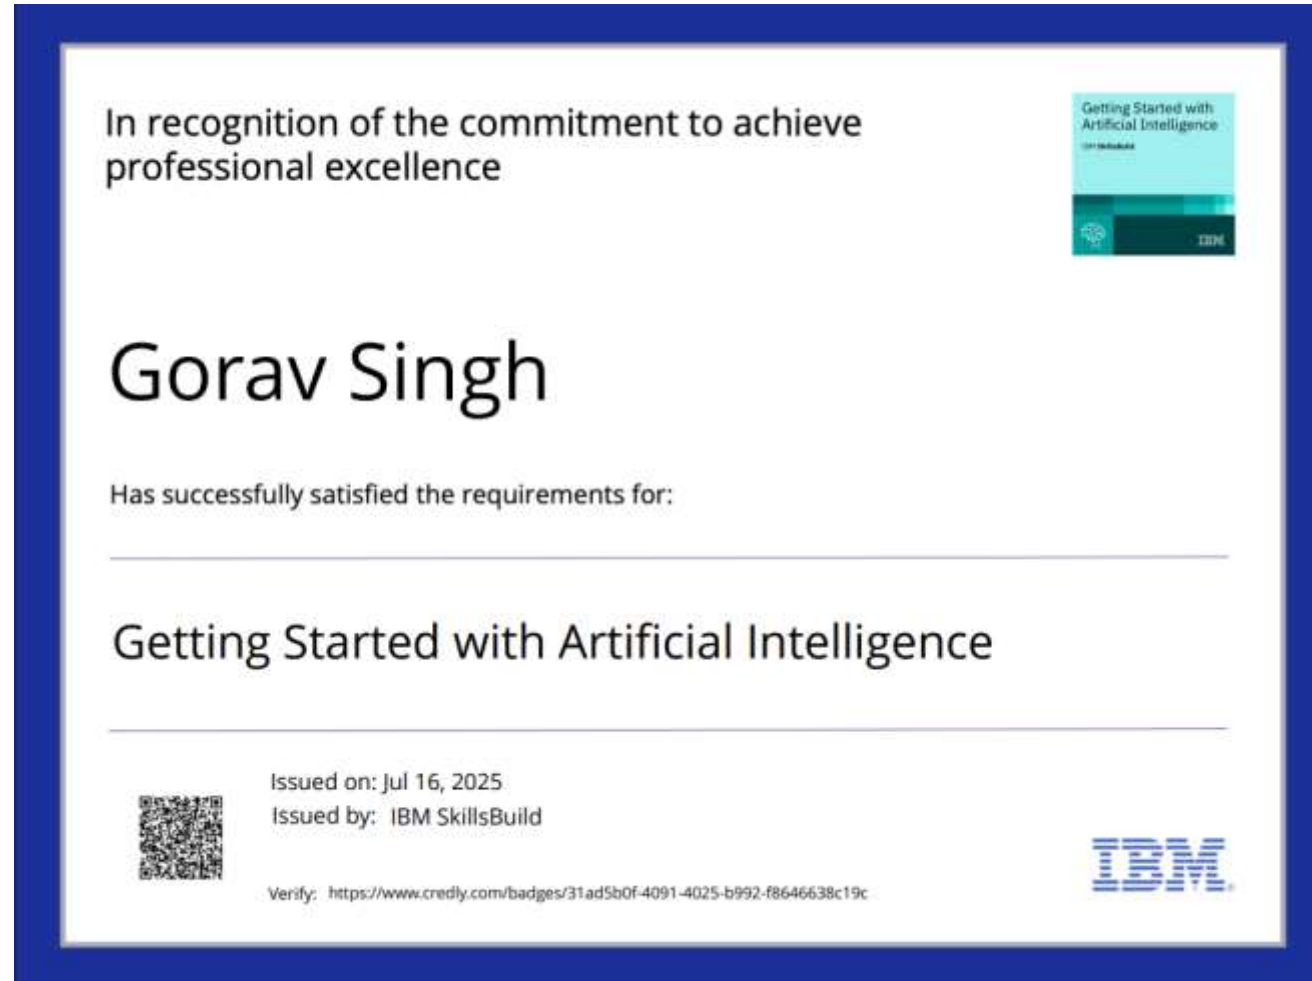 In recognition of the commitment to achieve
professional excellence
Getting Started with
Artificial Intelligence
IBM SkillsBuild
IBM
Gorav Singh
Has successfully satisfied the requirements for:
Getting Started with Artificial Intelligence
Issued on: Jul 16, 2025
Issued by: IBM SkillsBuild
Verify: https://www.credly.com/badges/31ad5b0f-4091-4025-b992-f8646638c19c
IBM.